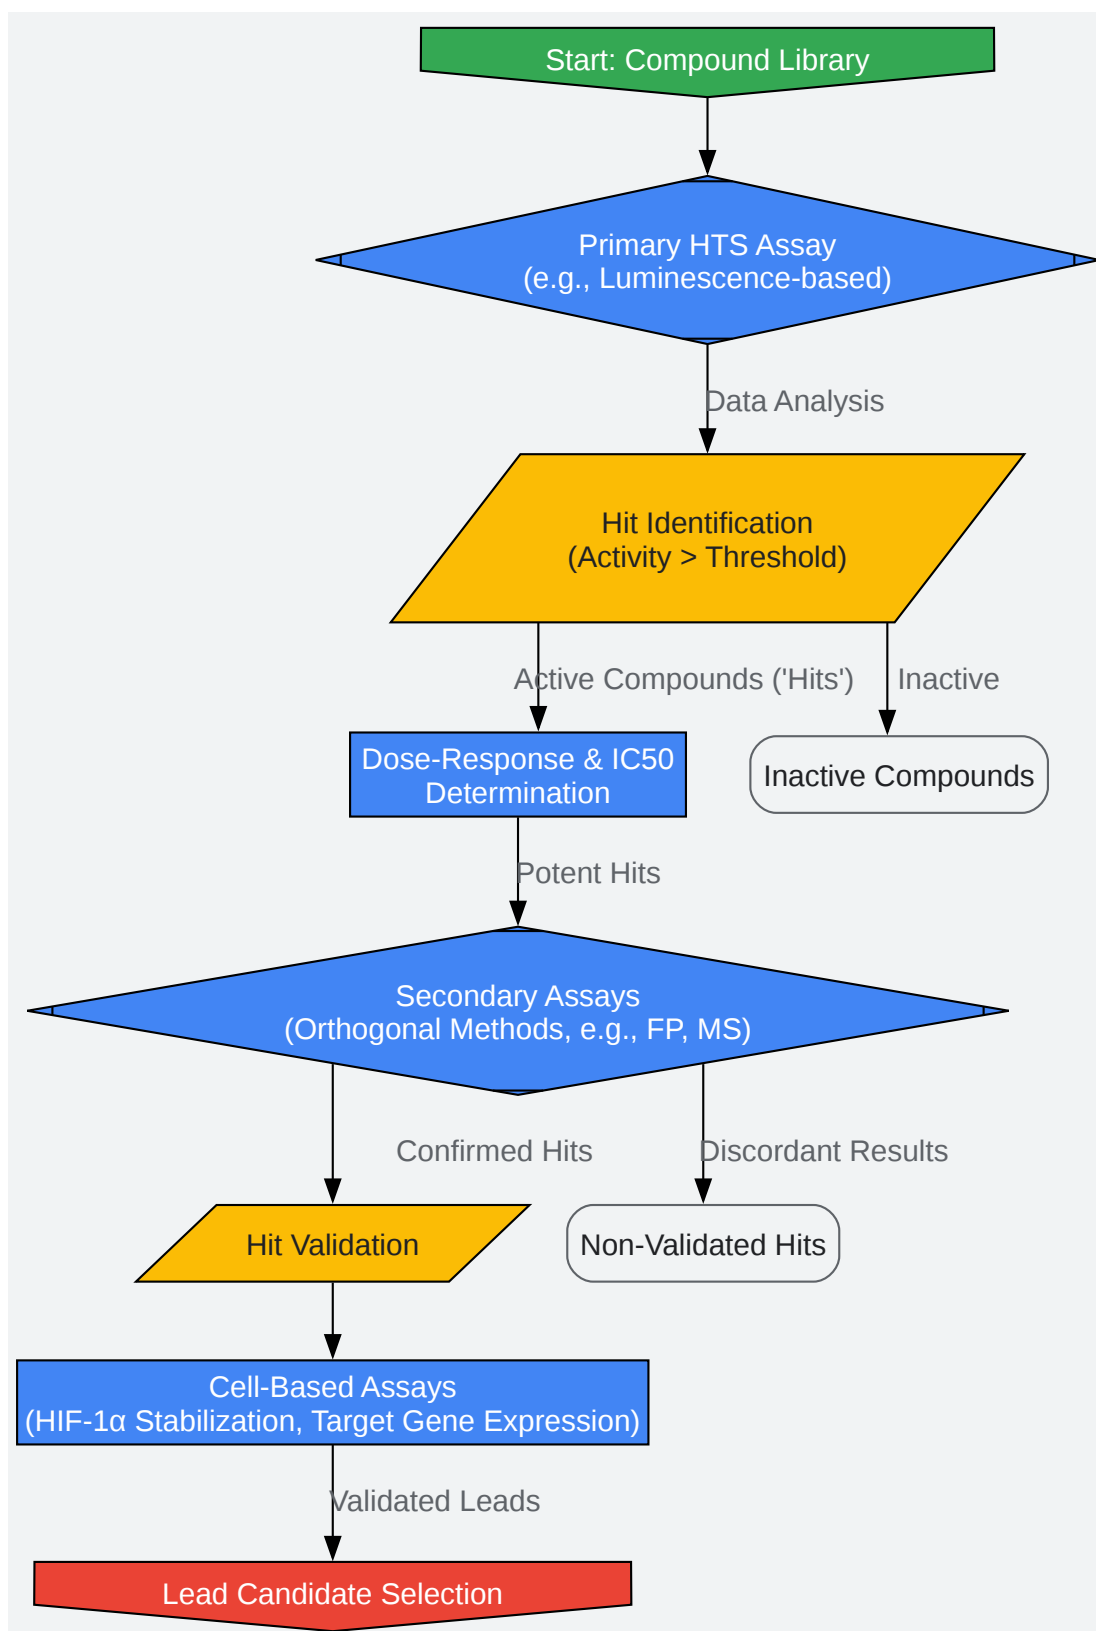 Start: Compound Library
Primary HTS Assay
(e.g., Luminescence-based)
Data Analysis
Hit Identification
(Activity > Threshold)
Active Compounds ('Hits')
Inactive
Dose-Response & IC50
Determination
Inactive Compounds
Potent Hits
Secondary Assays
(Orthogonal Methods, e.g., FP, MS)
Confirmed Hits
Discordant Results
Hit Validation
Non-Validated Hits
Cell-Based Assays
(HIF-1α Stabilization, Target Gene Expression)
Validated Leads
Lead Candidate Selection